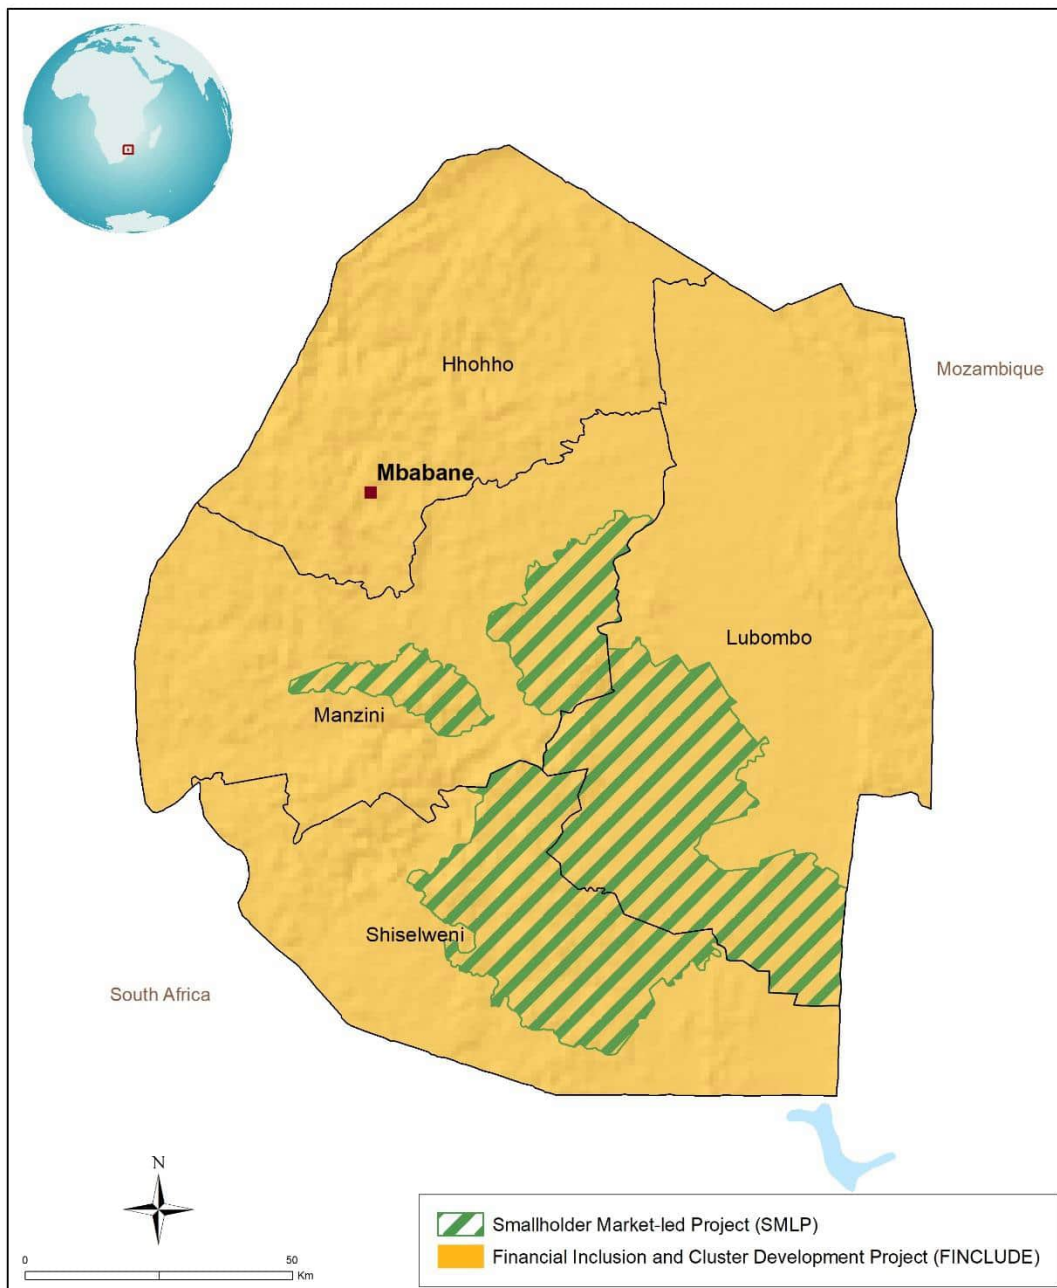 Hhohho
Mozambique
Mbabane
Lubombo
Manzini
Shiselweni
South Africa
N
0 50
Km
Smallholder Market-led Project (SMLP)
Financial Inclusion and Cluster Development Project (FINCLUDE)